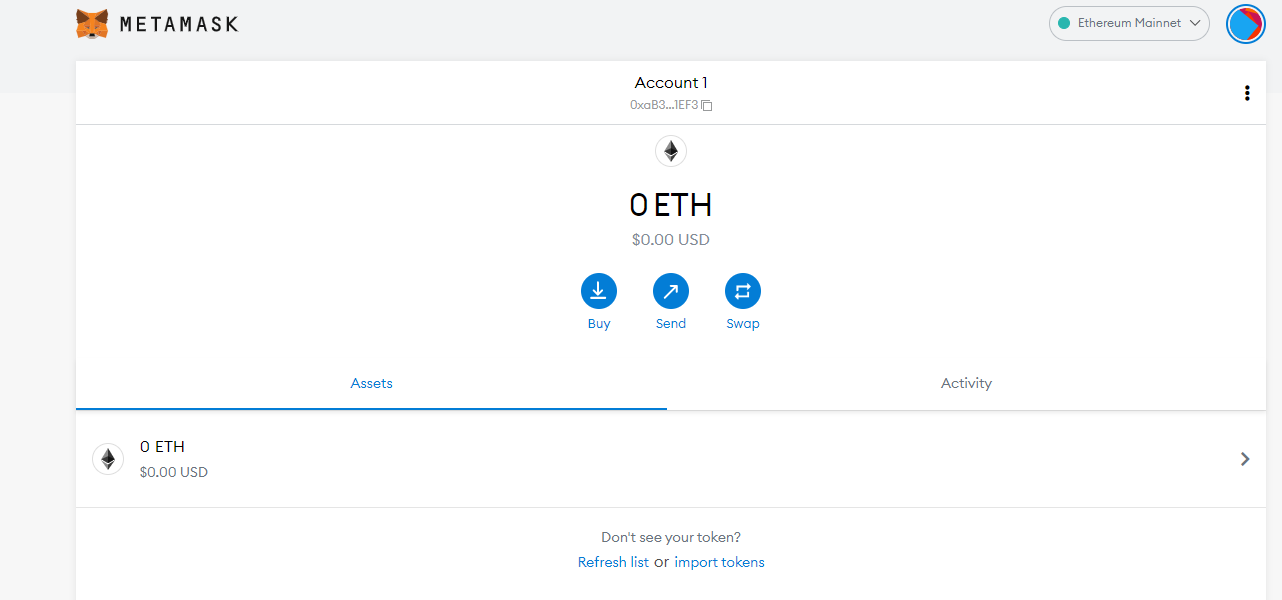 METAMASK
Ethereum Mainnet
Account 1
0xaB3...1EF3
0 ETH
$0.00 USD
Buy Send Swap
Assets Activity
0 ETH
$0.00 USD
Don't see your token?
Refresh list or import tokens